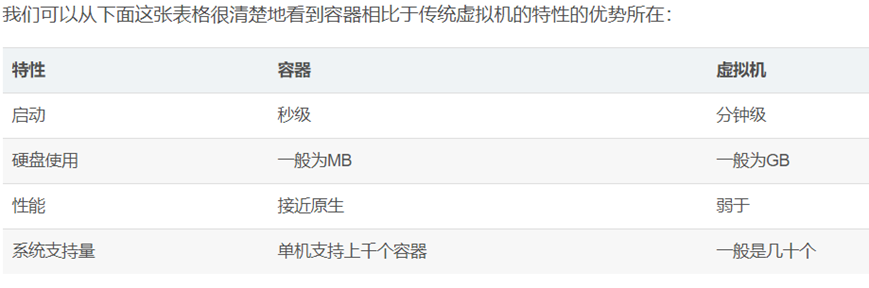 我们可以从下面这张表格很清楚地看到容器相比于传统虚拟机的特性的优势所在：
特性 容器 虚拟机
启动 秒级 分钟级
硬盘使用 一般为MB 一般为GB
性能 接近原生 弱于
系统支持量 单机支持上千个容器 一般是几十个